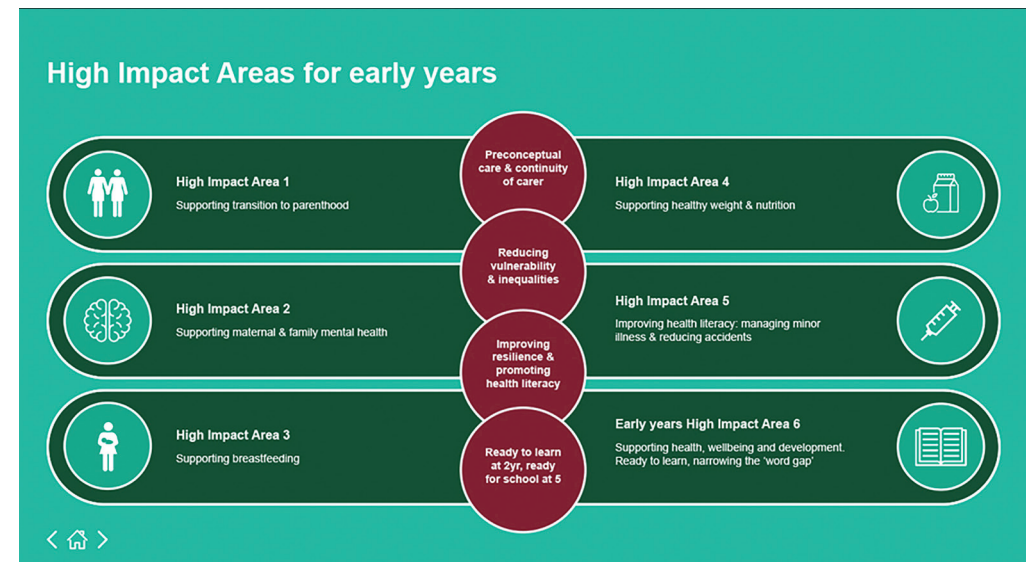 High Impact Areas for early years
High Impact Area 1
Supporting transition to parenthood
High Impact Area 2
Supporting maternal & family mental health
High Impact Area 3
Supporting breastfeeding
Preconceptual
care & continuity
of carer
Reducing
vulnerability
& inequalities
Improving
resilience &
promoting
health literacy
Ready to learn
at 2yr, ready
for school at 5
High Impact Area 4
Supporting healthy weight & nutrition
High Impact Area 5
Improving health literacy: managing minor
illness & reducing accidents
Early years High Impact Area 6
Supporting health, wellbeing and development.
Ready to learn, narrowing the ‘word gap’